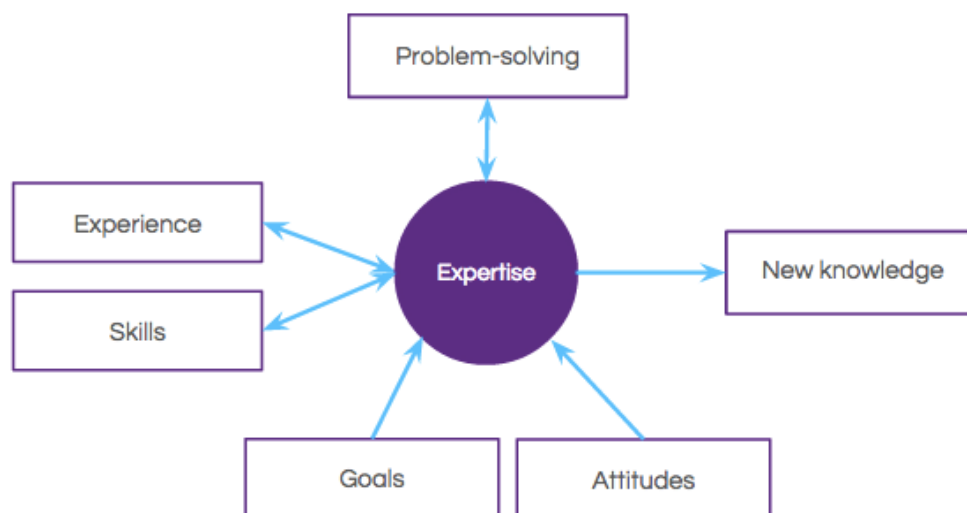 Problem-solving
Experience
Expertise
New knowledge
Skills
Goals
Attitudes